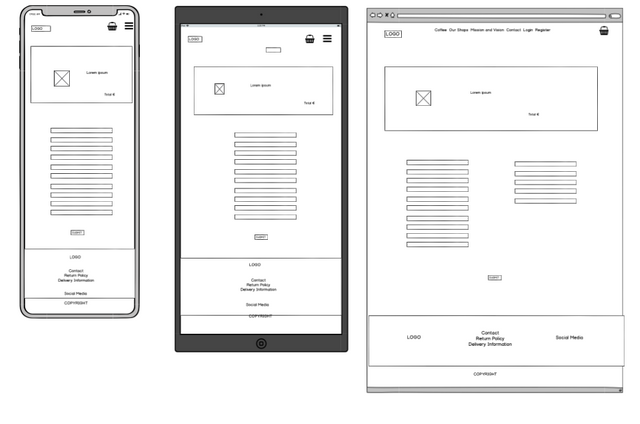 LOGO
Lorem ipsum
Total €
SUBMIT
LOGO
Contact
Return Policy
Delivery Information
Social Media
COPYRIGHT
LOGO
Lorem ipsum
Total €
SUBMIT
LOGO
Contact
Return Policy
Delivery Information
Social Media
COPYRIGHT
LOGO
Coffee Our Shops Mission and Vision Contact Login Register
Lorem ipsum
Total €
SUBMIT
LOGO
Contact
Return Policy
Delivery Information
Social Media
COPYRIGHT